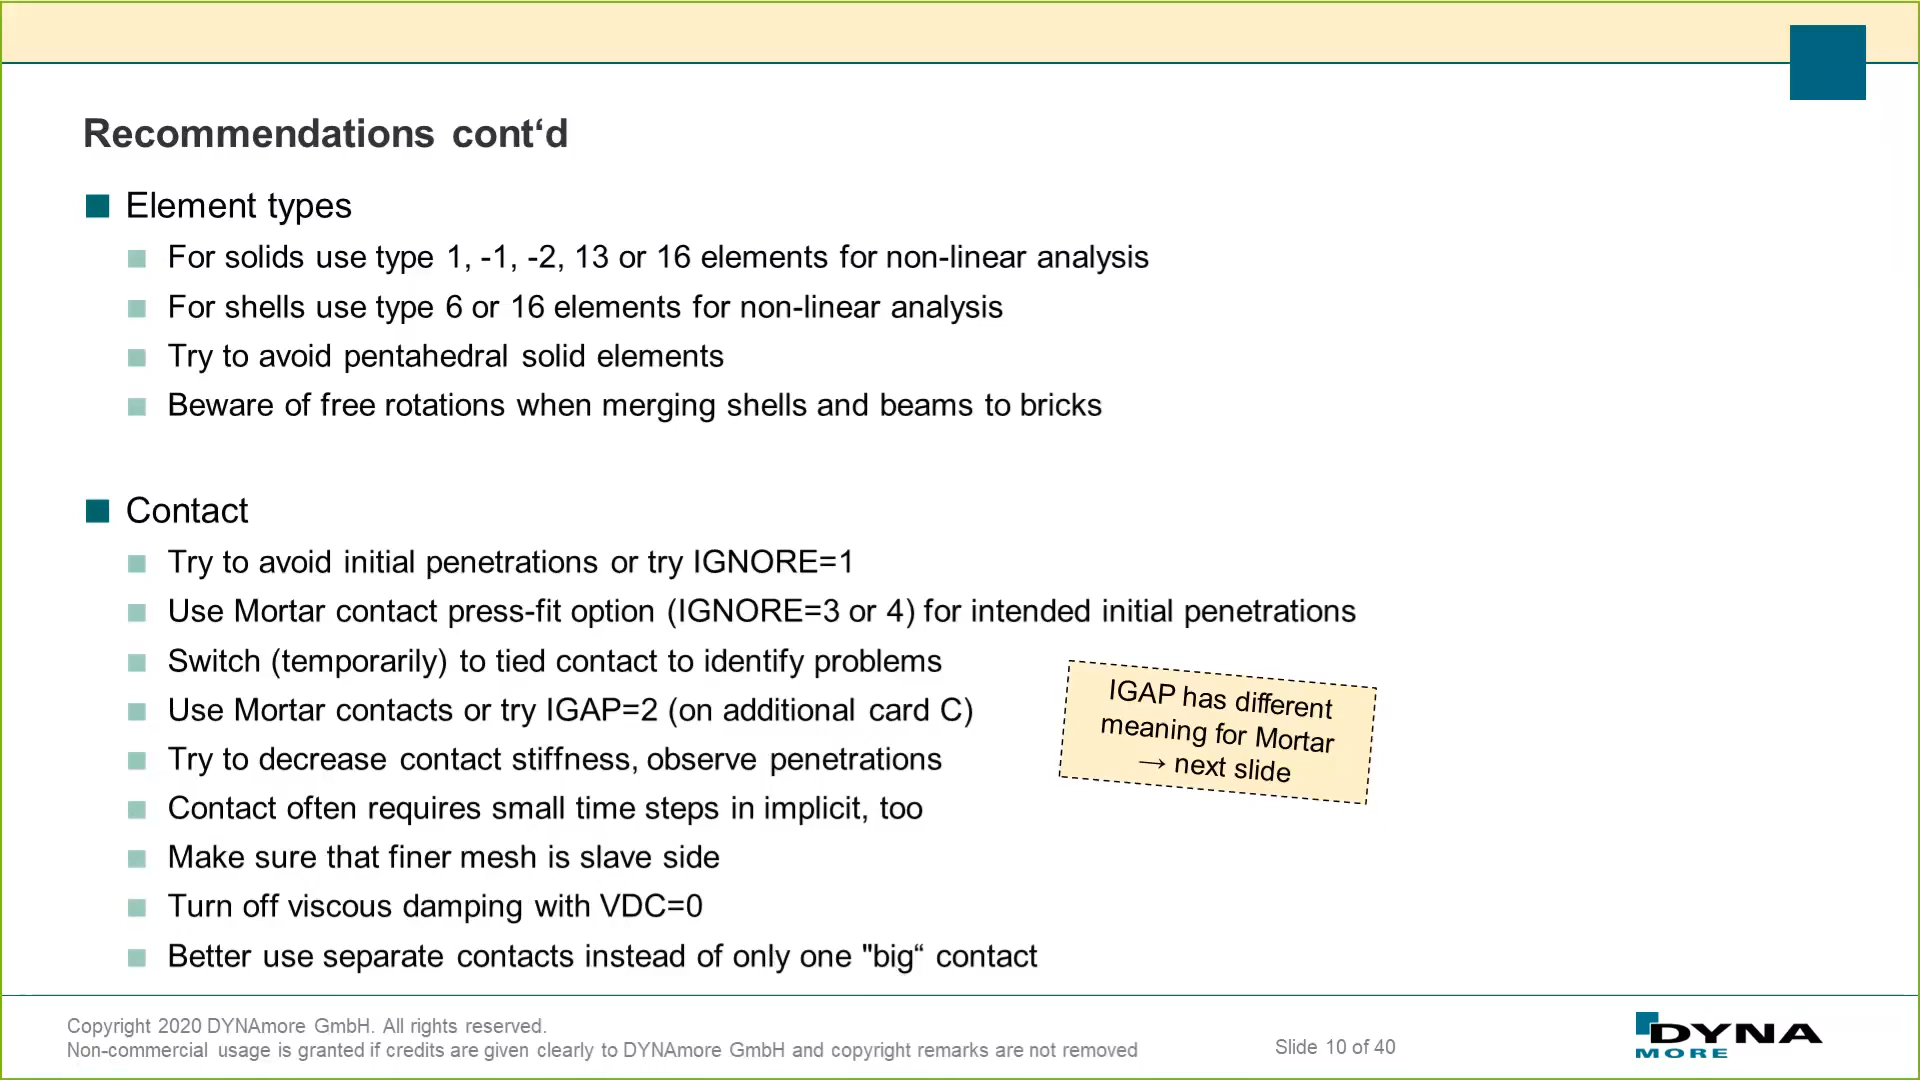 Recommendations cont‘d
Element types
For solids use type 1, -1, -2, 13 or 16 elements for non-linear analysis
For shells use type 6 or 16 elements for non-linear analysis
Try to avoid pentahedral solid elements
Beware of free rotations when merging shells and beams to bricks
Contact
Try to avoid initial penetrations or try IGNORE=1
Use Mortar contact press-fit option (IGNORE=3 or 4) for intended initial penetrations
Switch (temporarily) to tied contact to identify problems
Use Mortar contacts or try IGAP=2 (on additional card C)
IGAP has different
meaning for Mortar
→ next slide
Try to decrease contact stiffness, observe penetrations
Contact often requires small time steps in implicit, too
Make sure that finer mesh is slave side
Turn off viscous damping with VDC=0
Better use separate contacts instead of only one "big“ contact
Copyright 2020 DYNAmore GmbH. All rights reserved.
Non-commercial usage is granted if credits are given clearly to DYNAmore GmbH and copyright remarks are not removed
Slide 10 of 40
DYNA
MORE